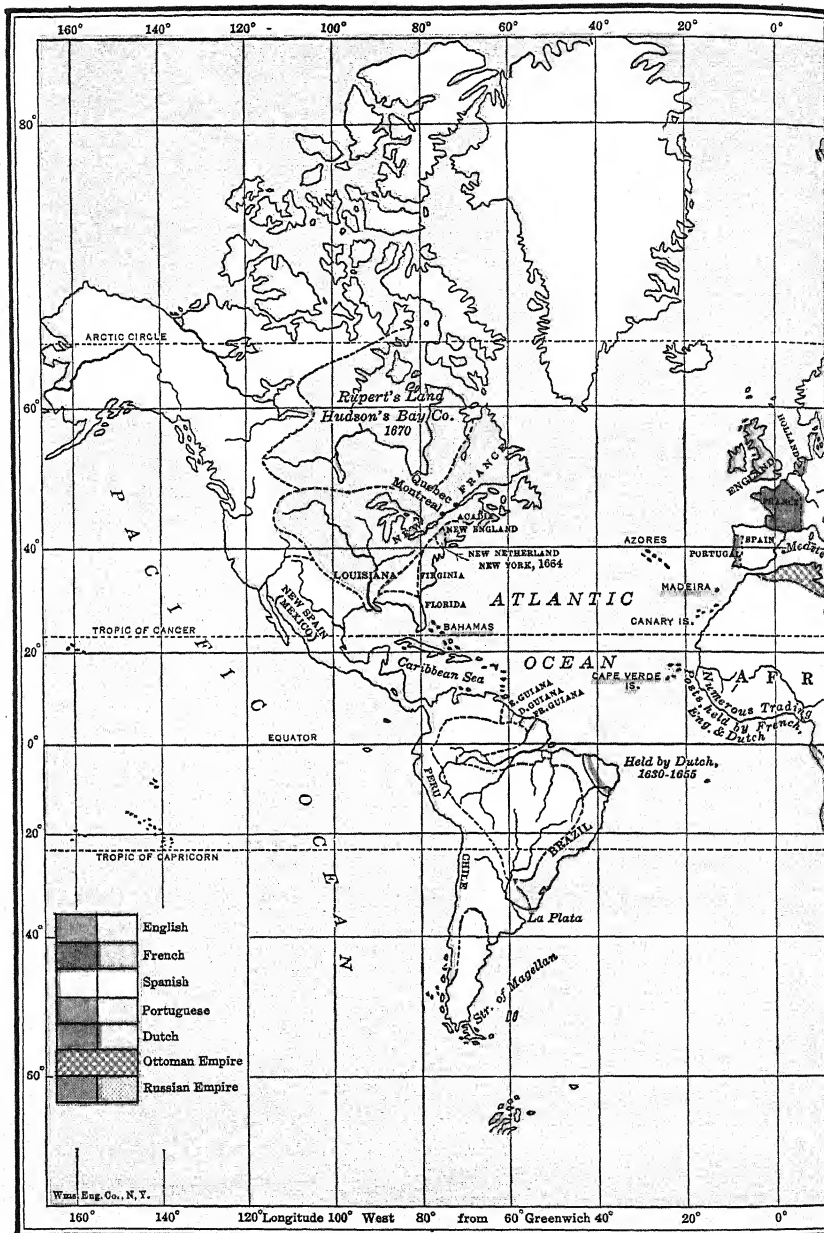 160° 140° 120° 100° 80° 60° 40° 20° 0°
80°
ARCTIC CIRCLE
Rupert's Land
Hudson's Bay Co.
1670
60°
HOLLAND
ENGLAND
FRANCE
Quebec
Montreal
NEW FRANCE
ACADIA
NEW ENGLAND
AZORES
PORTUGAL
SPAIN
40°
NEW NETHERLAND
NEW YORK, 1664
LOUISIANA
VIRGINIA
MADEIRA
NEW SPAIN
(MEXICO)
FLORIDA
ATLANTIC
CANARY IS.
BAHAMAS
TROPIC OF CANCER
PACIFIC
OCEAN
20°
Caribbean Sea
CAPE VERDE
IS.
AFR
E. GUIANA
D. GUIANA
FR. GUIANA
Numerous Trading
Posts, held by French,
Eng. & Dutch
EQUATOR
0°
Held by Dutch,
1630-1655
PERU
OCEAN
20°
BRAZIL
TROPIC OF CAPRICORN
CHILE
La Plata
40°
Str. of Magellan
English
French
Spanish
Portuguese
Dutch
Ottoman Empire
Russian Empire
60°
Wms. Eng. Co., N. Y.
160° 140° 120° Longitude 100° West 80° from 60° Greenwich 40° 20° 0°